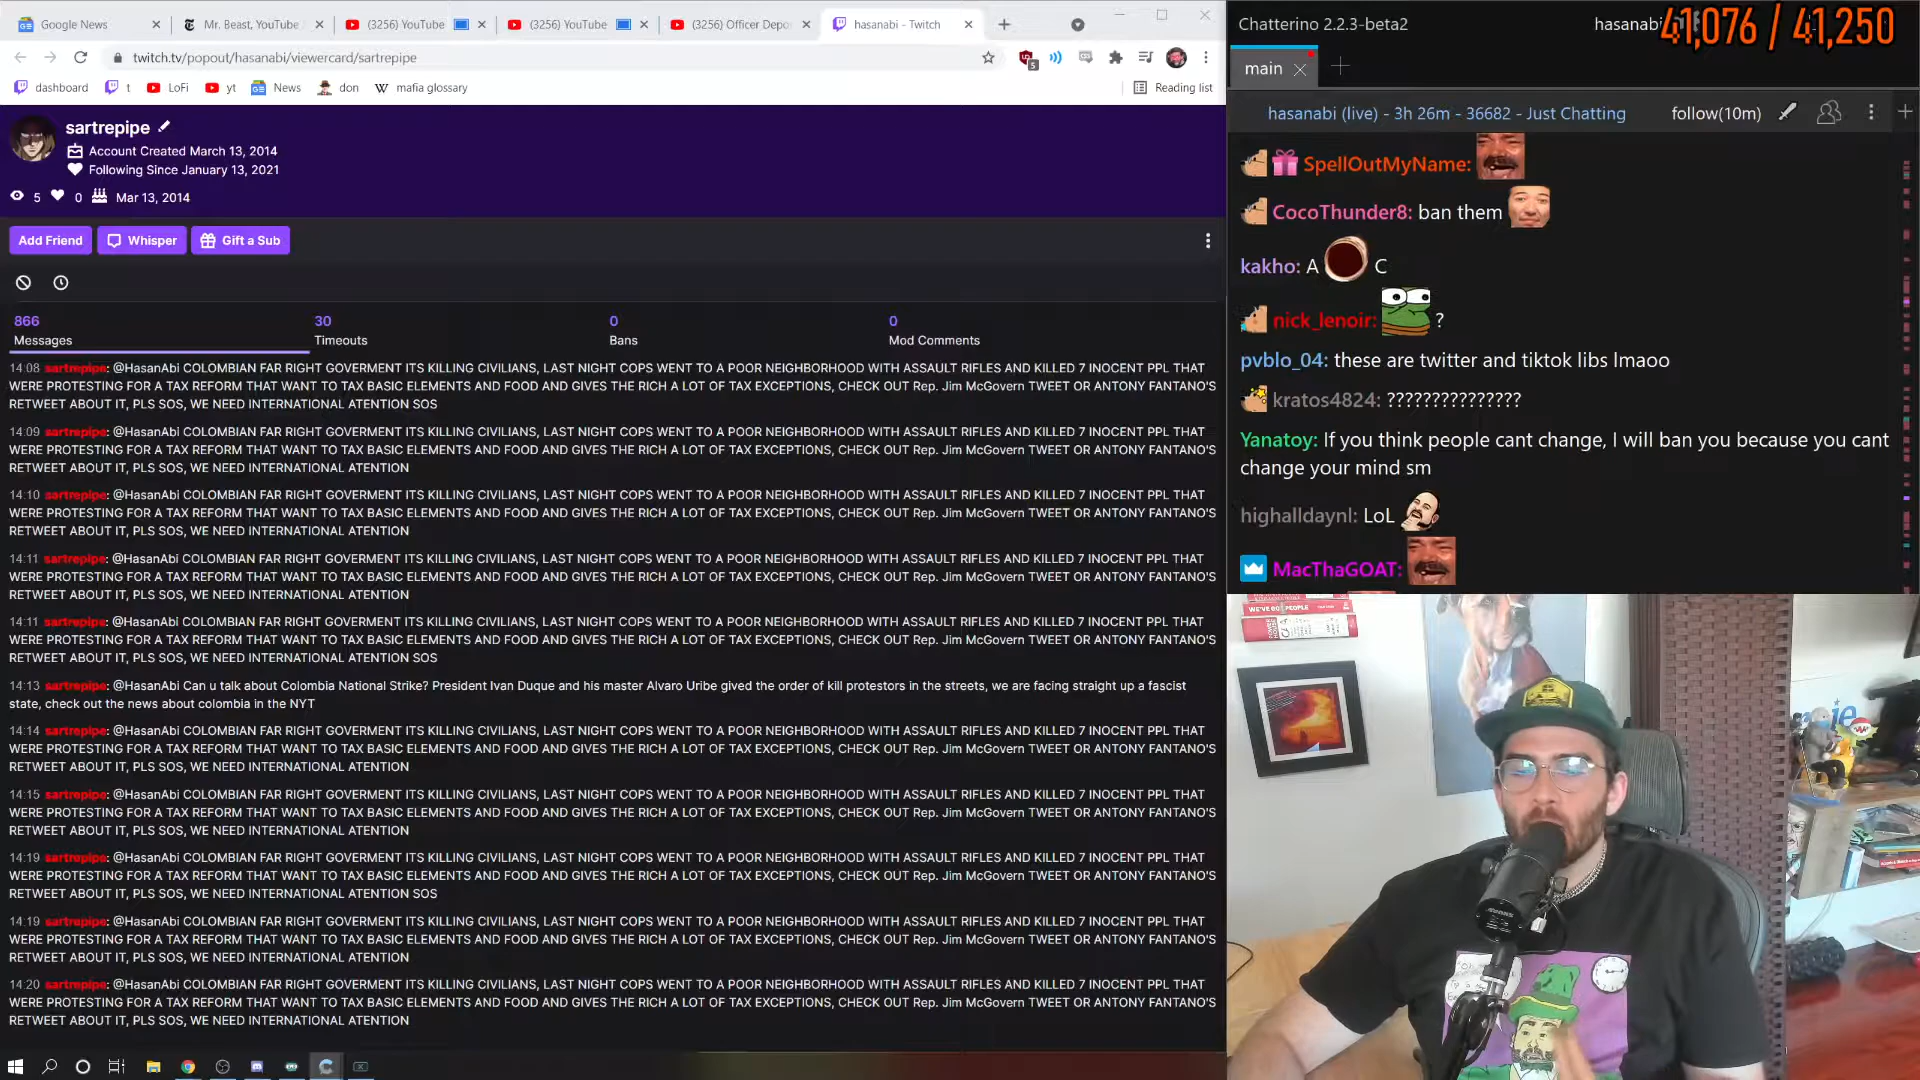 Google News
Mr. Beast, YouTube
(3256) YouTube
(3256) YouTube
(3256) Officer Depo
hasanabi - Twitch
twitch.tv/popout/hasanabi/viewercard/sartrepipe
5
dashboard
t
LoFi
yt
News
don
W mafia glossary
Reading list
sartrepipe
Account Created March 13, 2014
Following Since January 13, 2021
5 0 Mar 13, 2014
Add Friend
Whisper
Gift a Sub
866
Messages
30
Timeouts
0
Bans
0
Mod Comments
14:08 sartrepipe: @HasanAbi COLOMBIAN FAR RIGHT GOVERMENT ITS KILLING CIVILIANS, LAST NIGHT COPS WENT TO A POOR NEIGHBORHOOD WITH ASSAULT RIFLES AND KILLED 7 INOCENT PPL THAT
WERE PROTESTING FOR A TAX REFORM THAT WANT TO TAX BASIC ELEMENTS AND FOOD AND GIVES THE RICH A LOT OF TAX EXCEPTIONS, CHECK OUT Rep. Jim McGovern TWEET OR ANTONY FANTANO'S
RETWEET ABOUT IT, PLS SOS, WE NEED INTERNATIONAL ATENTION SOS
14:09 sartrepipe: @HasanAbi COLOMBIAN FAR RIGHT GOVERMENT ITS KILLING CIVILIANS, LAST NIGHT COPS WENT TO A POOR NEIGHBORHOOD WITH ASSAULT RIFLES AND KILLED 7 INOCENT PPL THAT
WERE PROTESTING FOR A TAX REFORM THAT WANT TO TAX BASIC ELEMENTS AND FOOD AND GIVES THE RICH A LOT OF TAX EXCEPTIONS, CHECK OUT Rep. Jim McGovern TWEET OR ANTONY FANTANO'S
RETWEET ABOUT IT, PLS SOS, WE NEED INTERNATIONAL ATENTION
14:10 sartrepipe: @HasanAbi COLOMBIAN FAR RIGHT GOVERMENT ITS KILLING CIVILIANS, LAST NIGHT COPS WENT TO A POOR NEIGHBORHOOD WITH ASSAULT RIFLES AND KILLED 7 INOCENT PPL THAT
WERE PROTESTING FOR A TAX REFORM THAT WANT TO TAX BASIC ELEMENTS AND FOOD AND GIVES THE RICH A LOT OF TAX EXCEPTIONS, CHECK OUT Rep. Jim McGovern TWEET OR ANTONY FANTANO'S
RETWEET ABOUT IT, PLS SOS, WE NEED INTERNATIONAL ATENTION
14:11 sartrepipe: @HasanAbi COLOMBIAN FAR RIGHT GOVERMENT ITS KILLING CIVILIANS, LAST NIGHT COPS WENT TO A POOR NEIGHBORHOOD WITH ASSAULT RIFLES AND KILLED 7 INOCENT PPL THAT
WERE PROTESTING FOR A TAX REFORM THAT WANT TO TAX BASIC ELEMENTS AND FOOD AND GIVES THE RICH A LOT OF TAX EXCEPTIONS, CHECK OUT Rep. Jim McGovern TWEET OR ANTONY FANTANO'S
RETWEET ABOUT IT, PLS SOS, WE NEED INTERNATIONAL ATENTION
14:11 sartrepipe: @HasanAbi COLOMBIAN FAR RIGHT GOVERMENT ITS KILLING CIVILIANS, LAST NIGHT COPS WENT TO A POOR NEIGHBORHOOD WITH ASSAULT RIFLES AND KILLED 7 INOCENT PPL THAT
WERE PROTESTING FOR A TAX REFORM THAT WANT TO TAX BASIC ELEMENTS AND FOOD AND GIVES THE RICH A LOT OF TAX EXCEPTIONS, CHECK OUT Rep. Jim McGovern TWEET OR ANTONY FANTANO'S
RETWEET ABOUT IT, PLS SOS, WE NEED INTERNATIONAL ATENTION SOS
14:13 sartrepipe: @HasanAbi Can u talk about Colombia National Strike? President Ivan Duque and his master Alvaro Uribe gived the order of kill protestors in the streets, we are facing straight up a fascist
state, check out the news about colombia in the NYT
14:14 sartrepipe: @HasanAbi COLOMBIAN FAR RIGHT GOVERMENT ITS KILLING CIVILIANS, LAST NIGHT COPS WENT TO A POOR NEIGHBORHOOD WITH ASSAULT RIFLES AND KILLED 7 INOCENT PPL THAT
WERE PROTESTING FOR A TAX REFORM THAT WANT TO TAX BASIC ELEMENTS AND FOOD AND GIVES THE RICH A LOT OF TAX EXCEPTIONS, CHECK OUT Rep. Jim McGovern TWEET OR ANTONY FANTANO'S
RETWEET ABOUT IT, PLS SOS, WE NEED INTERNATIONAL ATENTION
14:15 sartrepipe: @HasanAbi COLOMBIAN FAR RIGHT GOVERMENT ITS KILLING CIVILIANS, LAST NIGHT COPS WENT TO A POOR NEIGHBORHOOD WITH ASSAULT RIFLES AND KILLED 7 INOCENT PPL THAT
WERE PROTESTING FOR A TAX REFORM THAT WANT TO TAX BASIC ELEMENTS AND FOOD AND GIVES THE RICH A LOT OF TAX EXCEPTIONS, CHECK OUT Rep. Jim McGovern TWEET OR ANTONY FANTANO'S
RETWEET ABOUT IT, PLS SOS, WE NEED INTERNATIONAL ATENTION
14:19 sartrepipe: @HasanAbi COLOMBIAN FAR RIGHT GOVERMENT ITS KILLING CIVILIANS, LAST NIGHT COPS WENT TO A POOR NEIGHBORHOOD WITH ASSAULT RIFLES AND KILLED 7 INOCENT PPL THAT
WERE PROTESTING FOR A TAX REFORM THAT WANT TO TAX BASIC ELEMENTS AND FOOD AND GIVES THE RICH A LOT OF TAX EXCEPTIONS, CHECK OUT Rep. Jim McGovern TWEET OR ANTONY FANTANO'S
RETWEET ABOUT IT, PLS SOS, WE NEED INTERNATIONAL ATENTION SOS
14:19 sartrepipe: @HasanAbi COLOMBIAN FAR RIGHT GOVERMENT ITS KILLING CIVILIANS, LAST NIGHT COPS WENT TO A POOR NEIGHBORHOOD WITH ASSAULT RIFLES AND KILLED 7 INOCENT PPL THAT
WERE PROTESTING FOR A TAX REFORM THAT WANT TO TAX BASIC ELEMENTS AND FOOD AND GIVES THE RICH A LOT OF TAX EXCEPTIONS, CHECK OUT Rep. Jim McGovern TWEET OR ANTONY FANTANO'S
RETWEET ABOUT IT, PLS SOS, WE NEED INTERNATIONAL ATENTION
14:20 sartrepipe: @HasanAbi COLOMBIAN FAR RIGHT GOVERMENT ITS KILLING CIVILIANS, LAST NIGHT COPS WENT TO A POOR NEIGHBORHOOD WITH ASSAULT RIFLES AND KILLED 7 INOCENT PPL THAT
WERE PROTESTING FOR A TAX REFORM THAT WANT TO TAX BASIC ELEMENTS AND FOOD AND GIVES THE RICH A LOT OF TAX EXCEPTIONS, CHECK OUT Rep. Jim McGovern TWEET OR ANTONY FANTANO'S
RETWEET ABOUT IT, PLS SOS, WE NEED INTERNATIONAL ATENTION
Chatterino 2.2.3-beta2
hasanabi
41,076 / 41,250
main
hasanabi (live) - 3h 26m - 36682 - Just Chatting
follow(10m)
SpellOutMyName:
CocoThunder8: ban them
kakho: A C
nick_lenoir: ?
pvblo_04: these are twitter and tiktok libs lmaoo
kratos4824: ???????????????
Yanatoy: If you think people cant change, I will ban you because you cant
change your mind sm
highalldaynl: LoL
MacThaGOAT:
WE'VE GOT PEOPLE